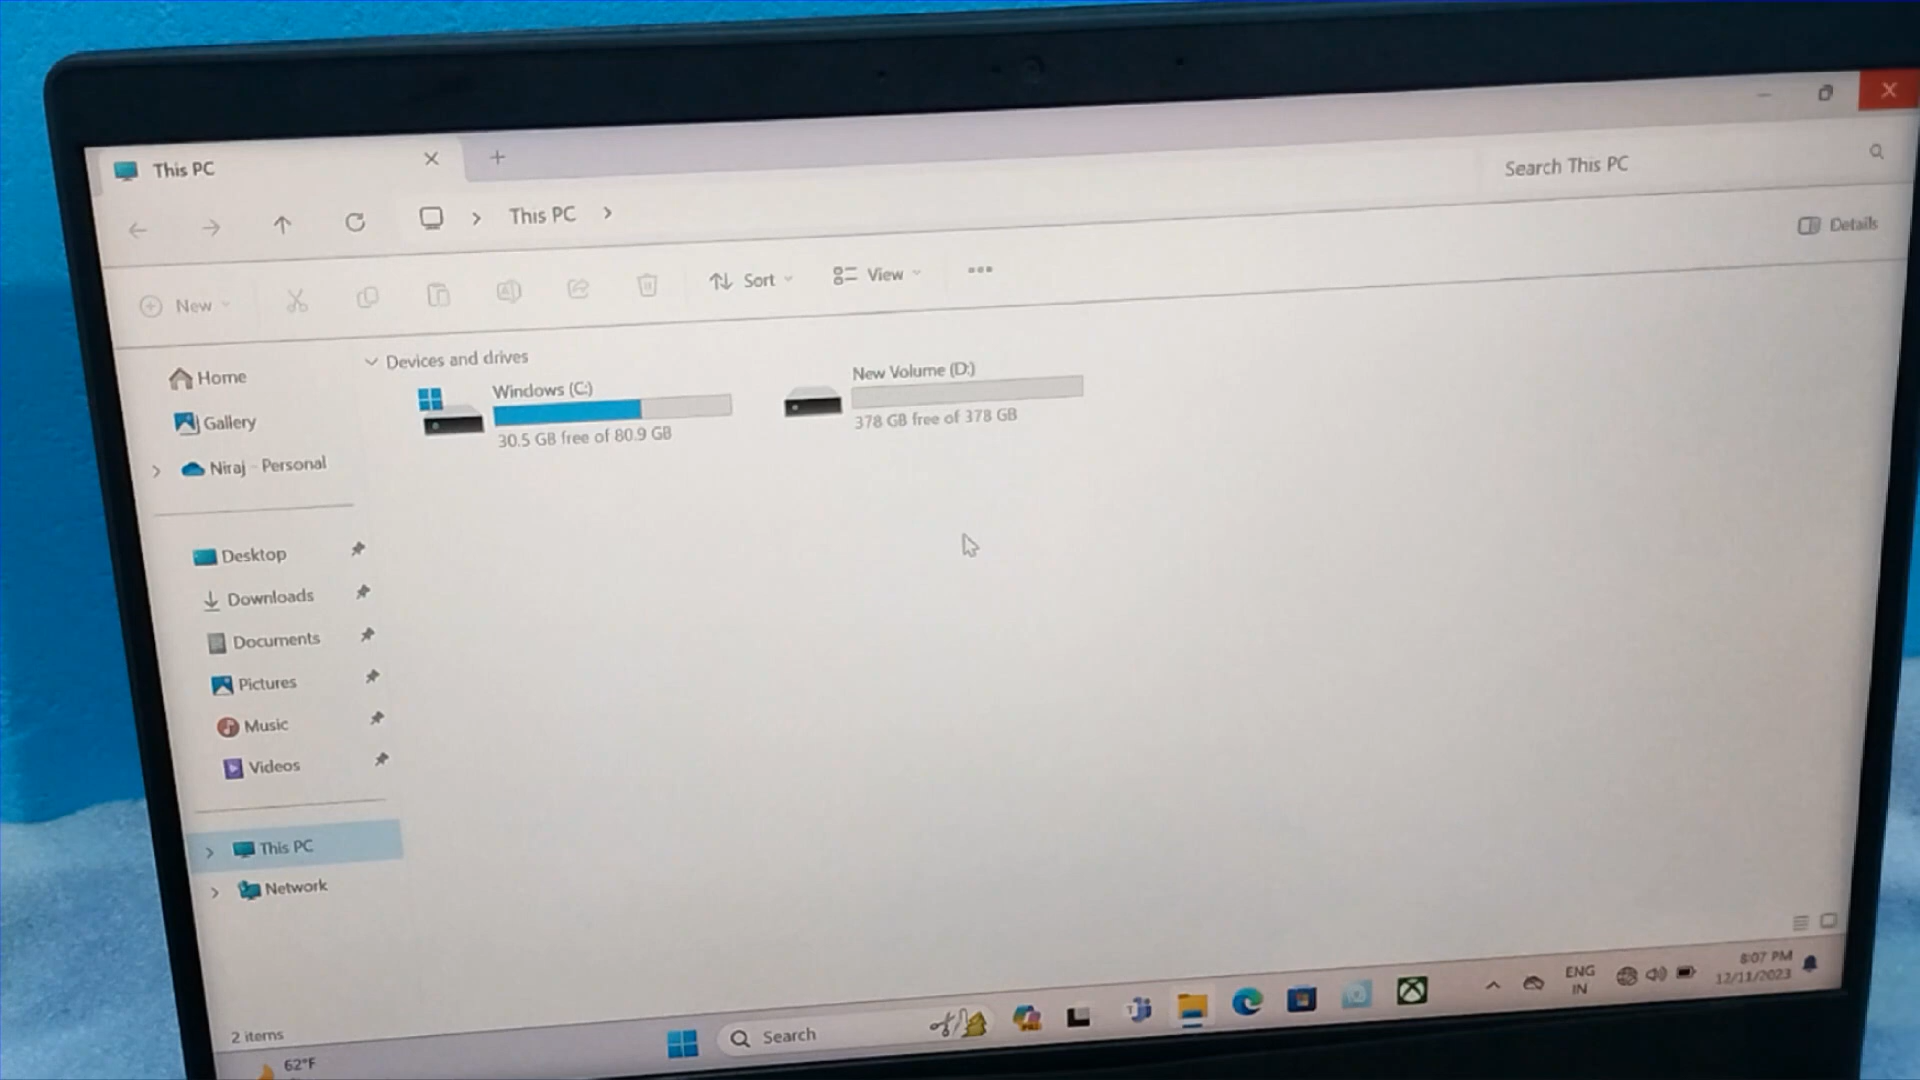 This PC
This PC
Search This PC
Details
New
Sort
View
Home
Gallery
Niraj - Personal
Desktop
Downloads
Documents
Pictures
Music
Videos
This PC
Network
Devices and drives
Windows (C:)
30.5 GB free of 80.9 GB
New Volume (D:)
378 GB free of 378 GB
2 items
62°F
Search
ENG
IN
8:07 PM
12/11/2023